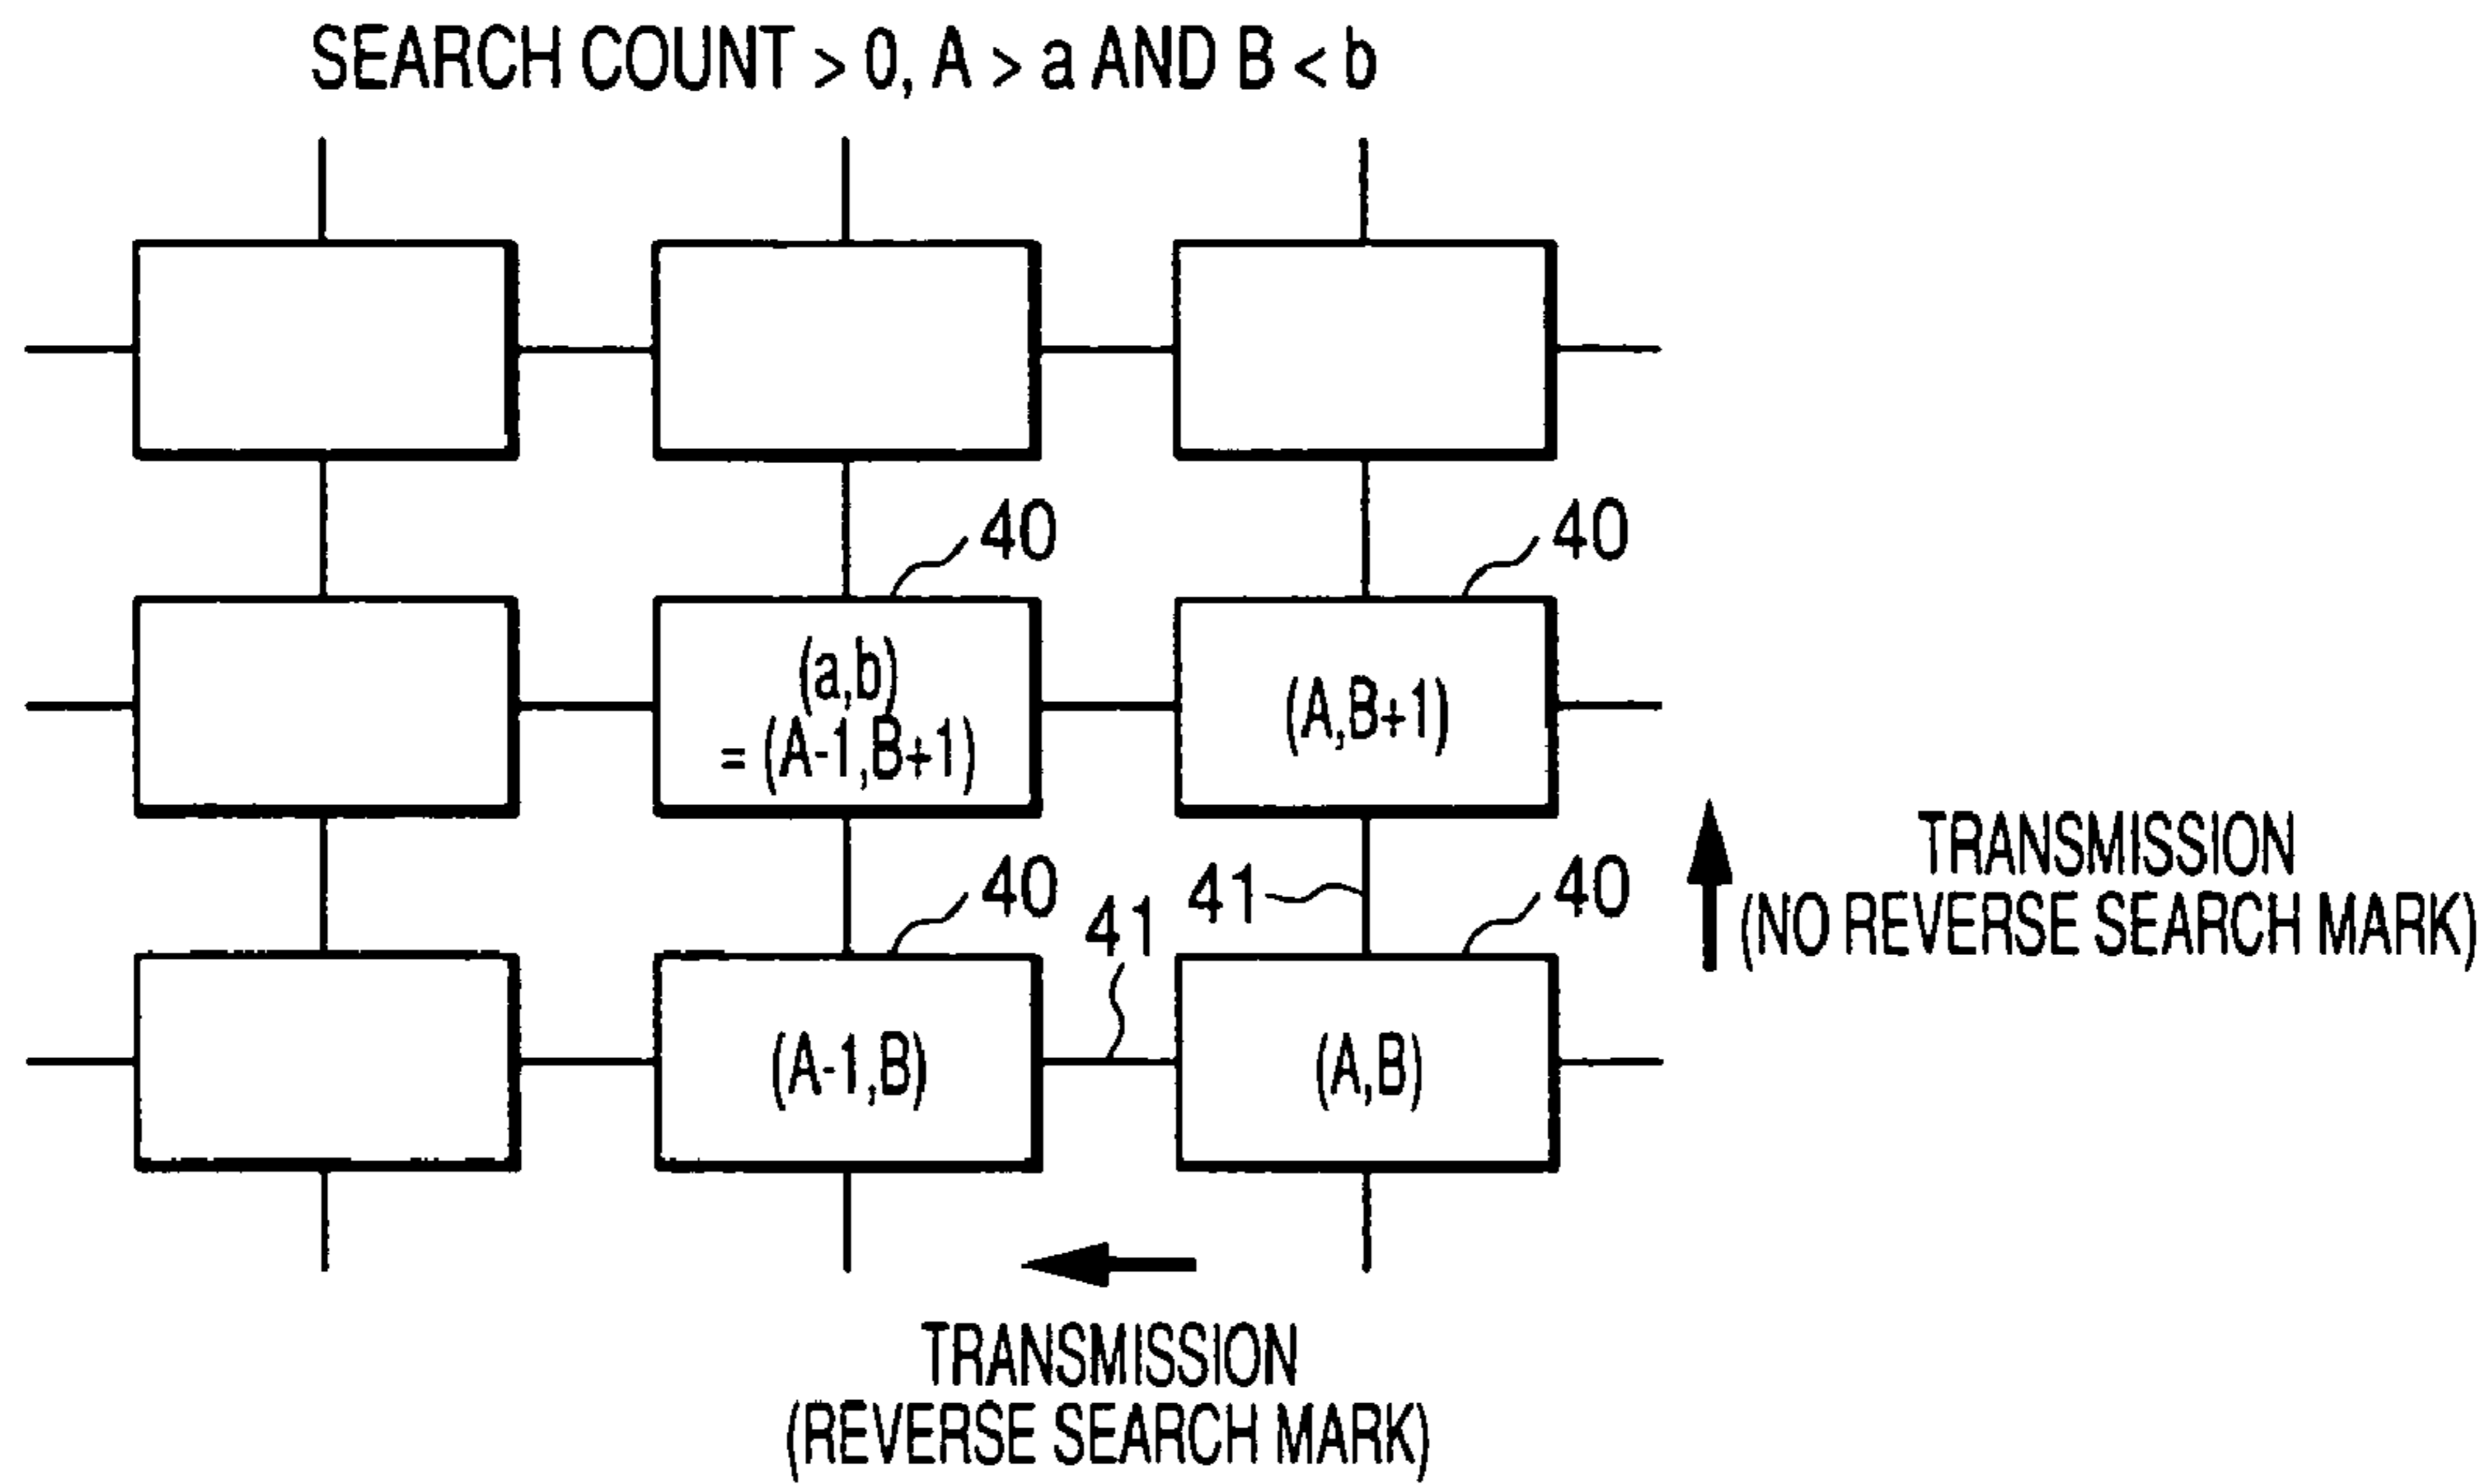 SEARCH COUNT > 0, A > a AND B < b
40
40
(a,b)
= (A-1,B+1)
(A,B+1)
TRANSMISSION
(NO REVERSE SEARCH MARK)
40
41
41
40
(A-1,B)
(A,B)
TRANSMISSION
(REVERSE SEARCH MARK)